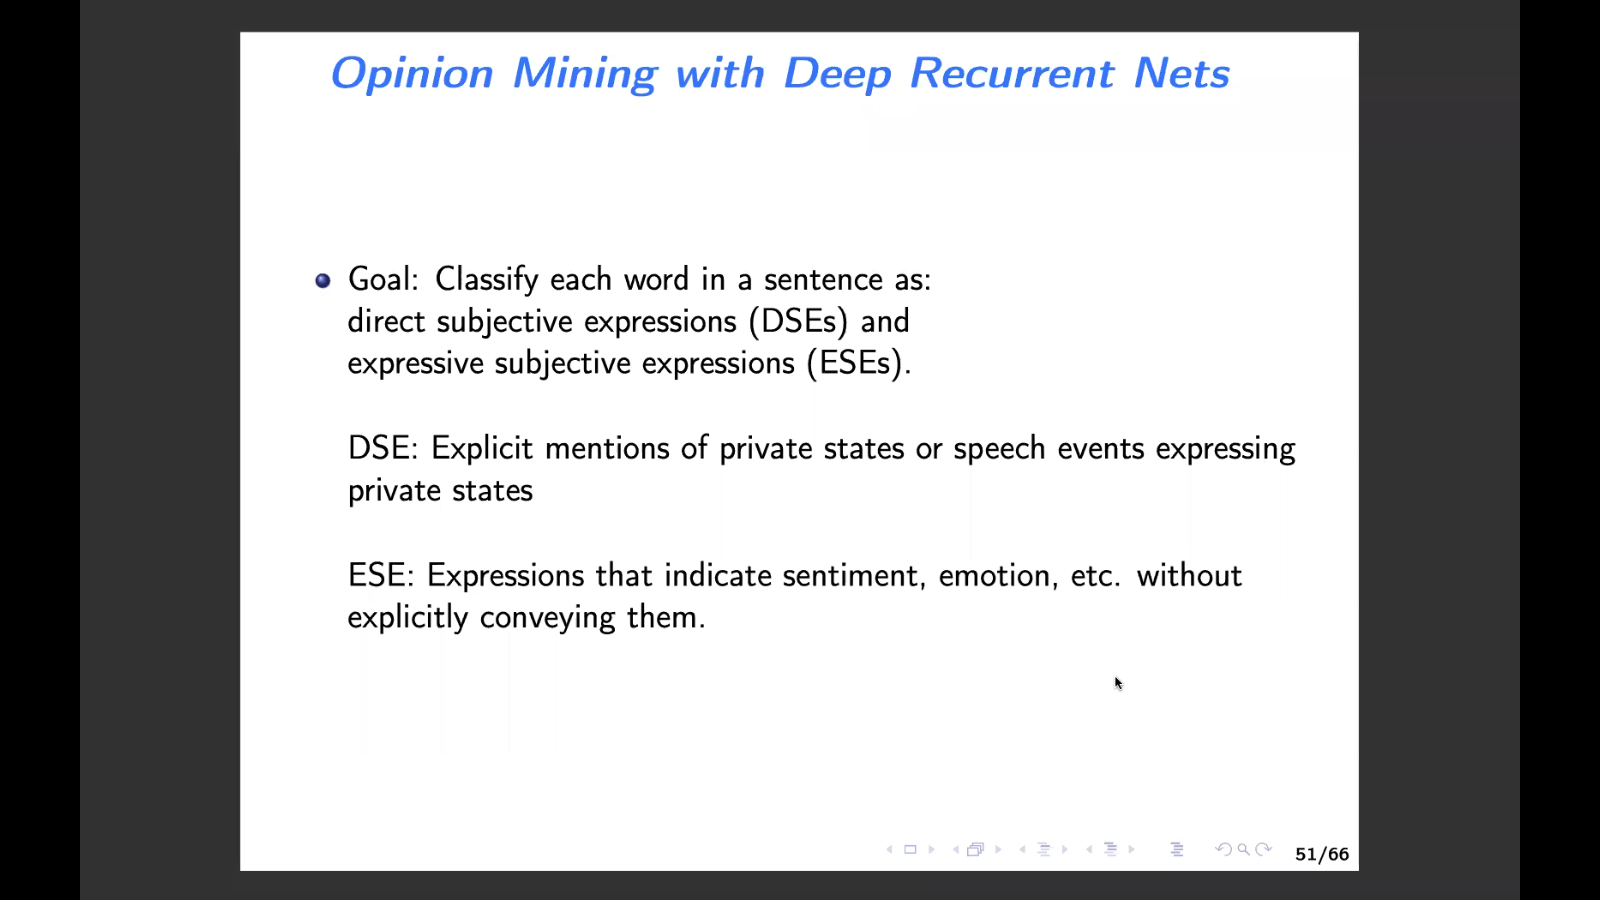 Opinion Mining with Deep Recurrent Nets
Goal: Classify each word in a sentence as:
direct subjective expressions (DSEs) and
expressive subjective expressions (ESEs).
DSE: Explicit mentions of private states or speech events expressing
private states
ESE: Expressions that indicate sentiment, emotion, etc. without
explicitly conveying them.
51/66